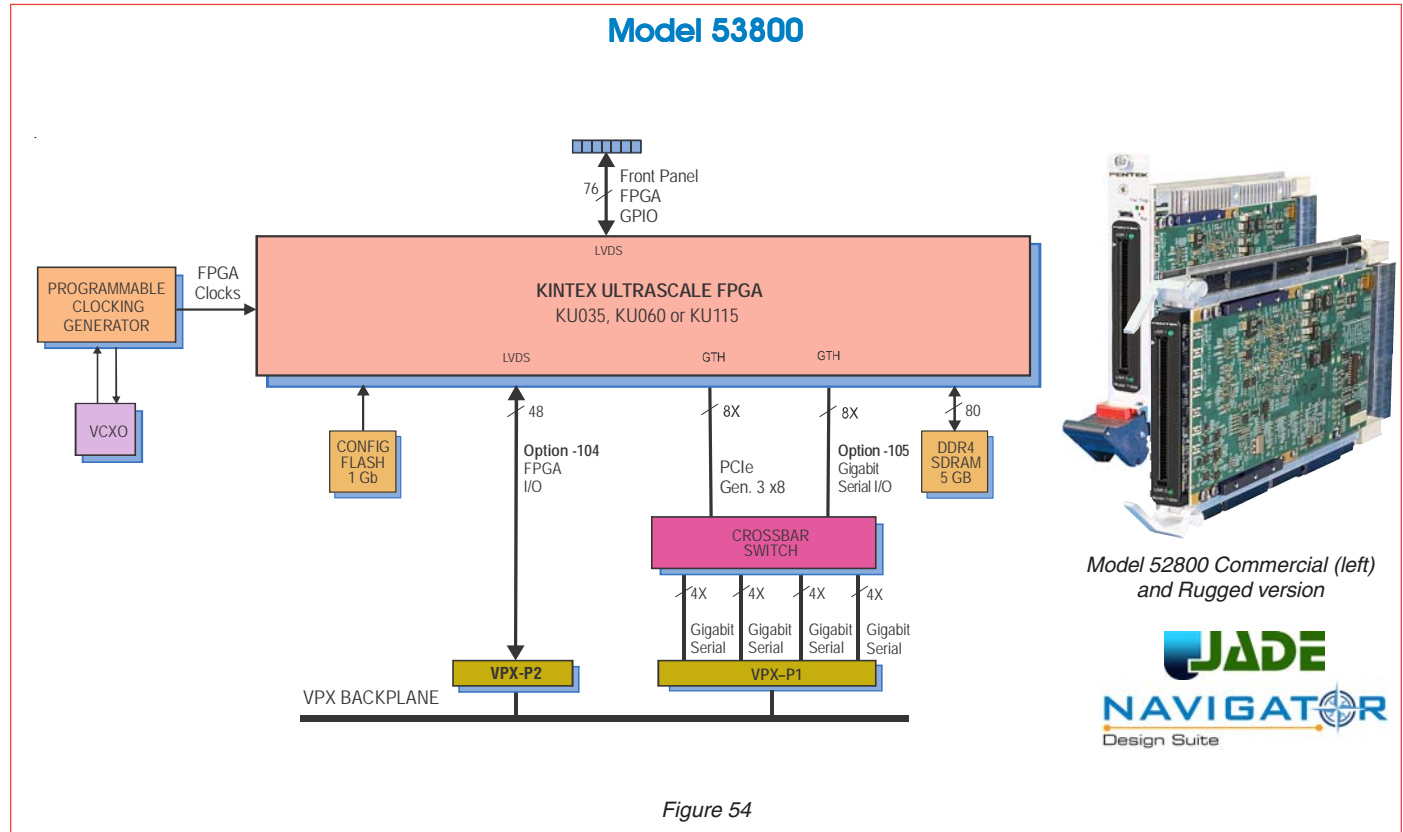 Model 53800
76
Front Panel
FPGA
GPIO
LVDS
PROGRAMMABLE
CLOCKING
GENERATOR
FPGA
Clocks
KINTEX ULTRASCALE FPGA
KU035, KU060 or KU115
LVDS
GTH
GTH
VCXO
CONFIG
FLASH
1 Gb
48
Option -104
FPGA
I/O
8X
PCIe
Gen. 3 x8
8X
Option -105
Gigabit
Serial I/O
80
DDR4
SDRAM
5 GB
CROSSBAR
SWITCH
4X
4X
4X
4X
Gigabit
Serial
Gigabit
Serial
Gigabit
Serial
Gigabit
Serial
VPX-P2
VPX–P1
VPX BACKPLANE
PENTEK
Model 52800 Commercial (left)
and Rugged version
JADE
NAVIGATOR
Design Suite
Figure 54